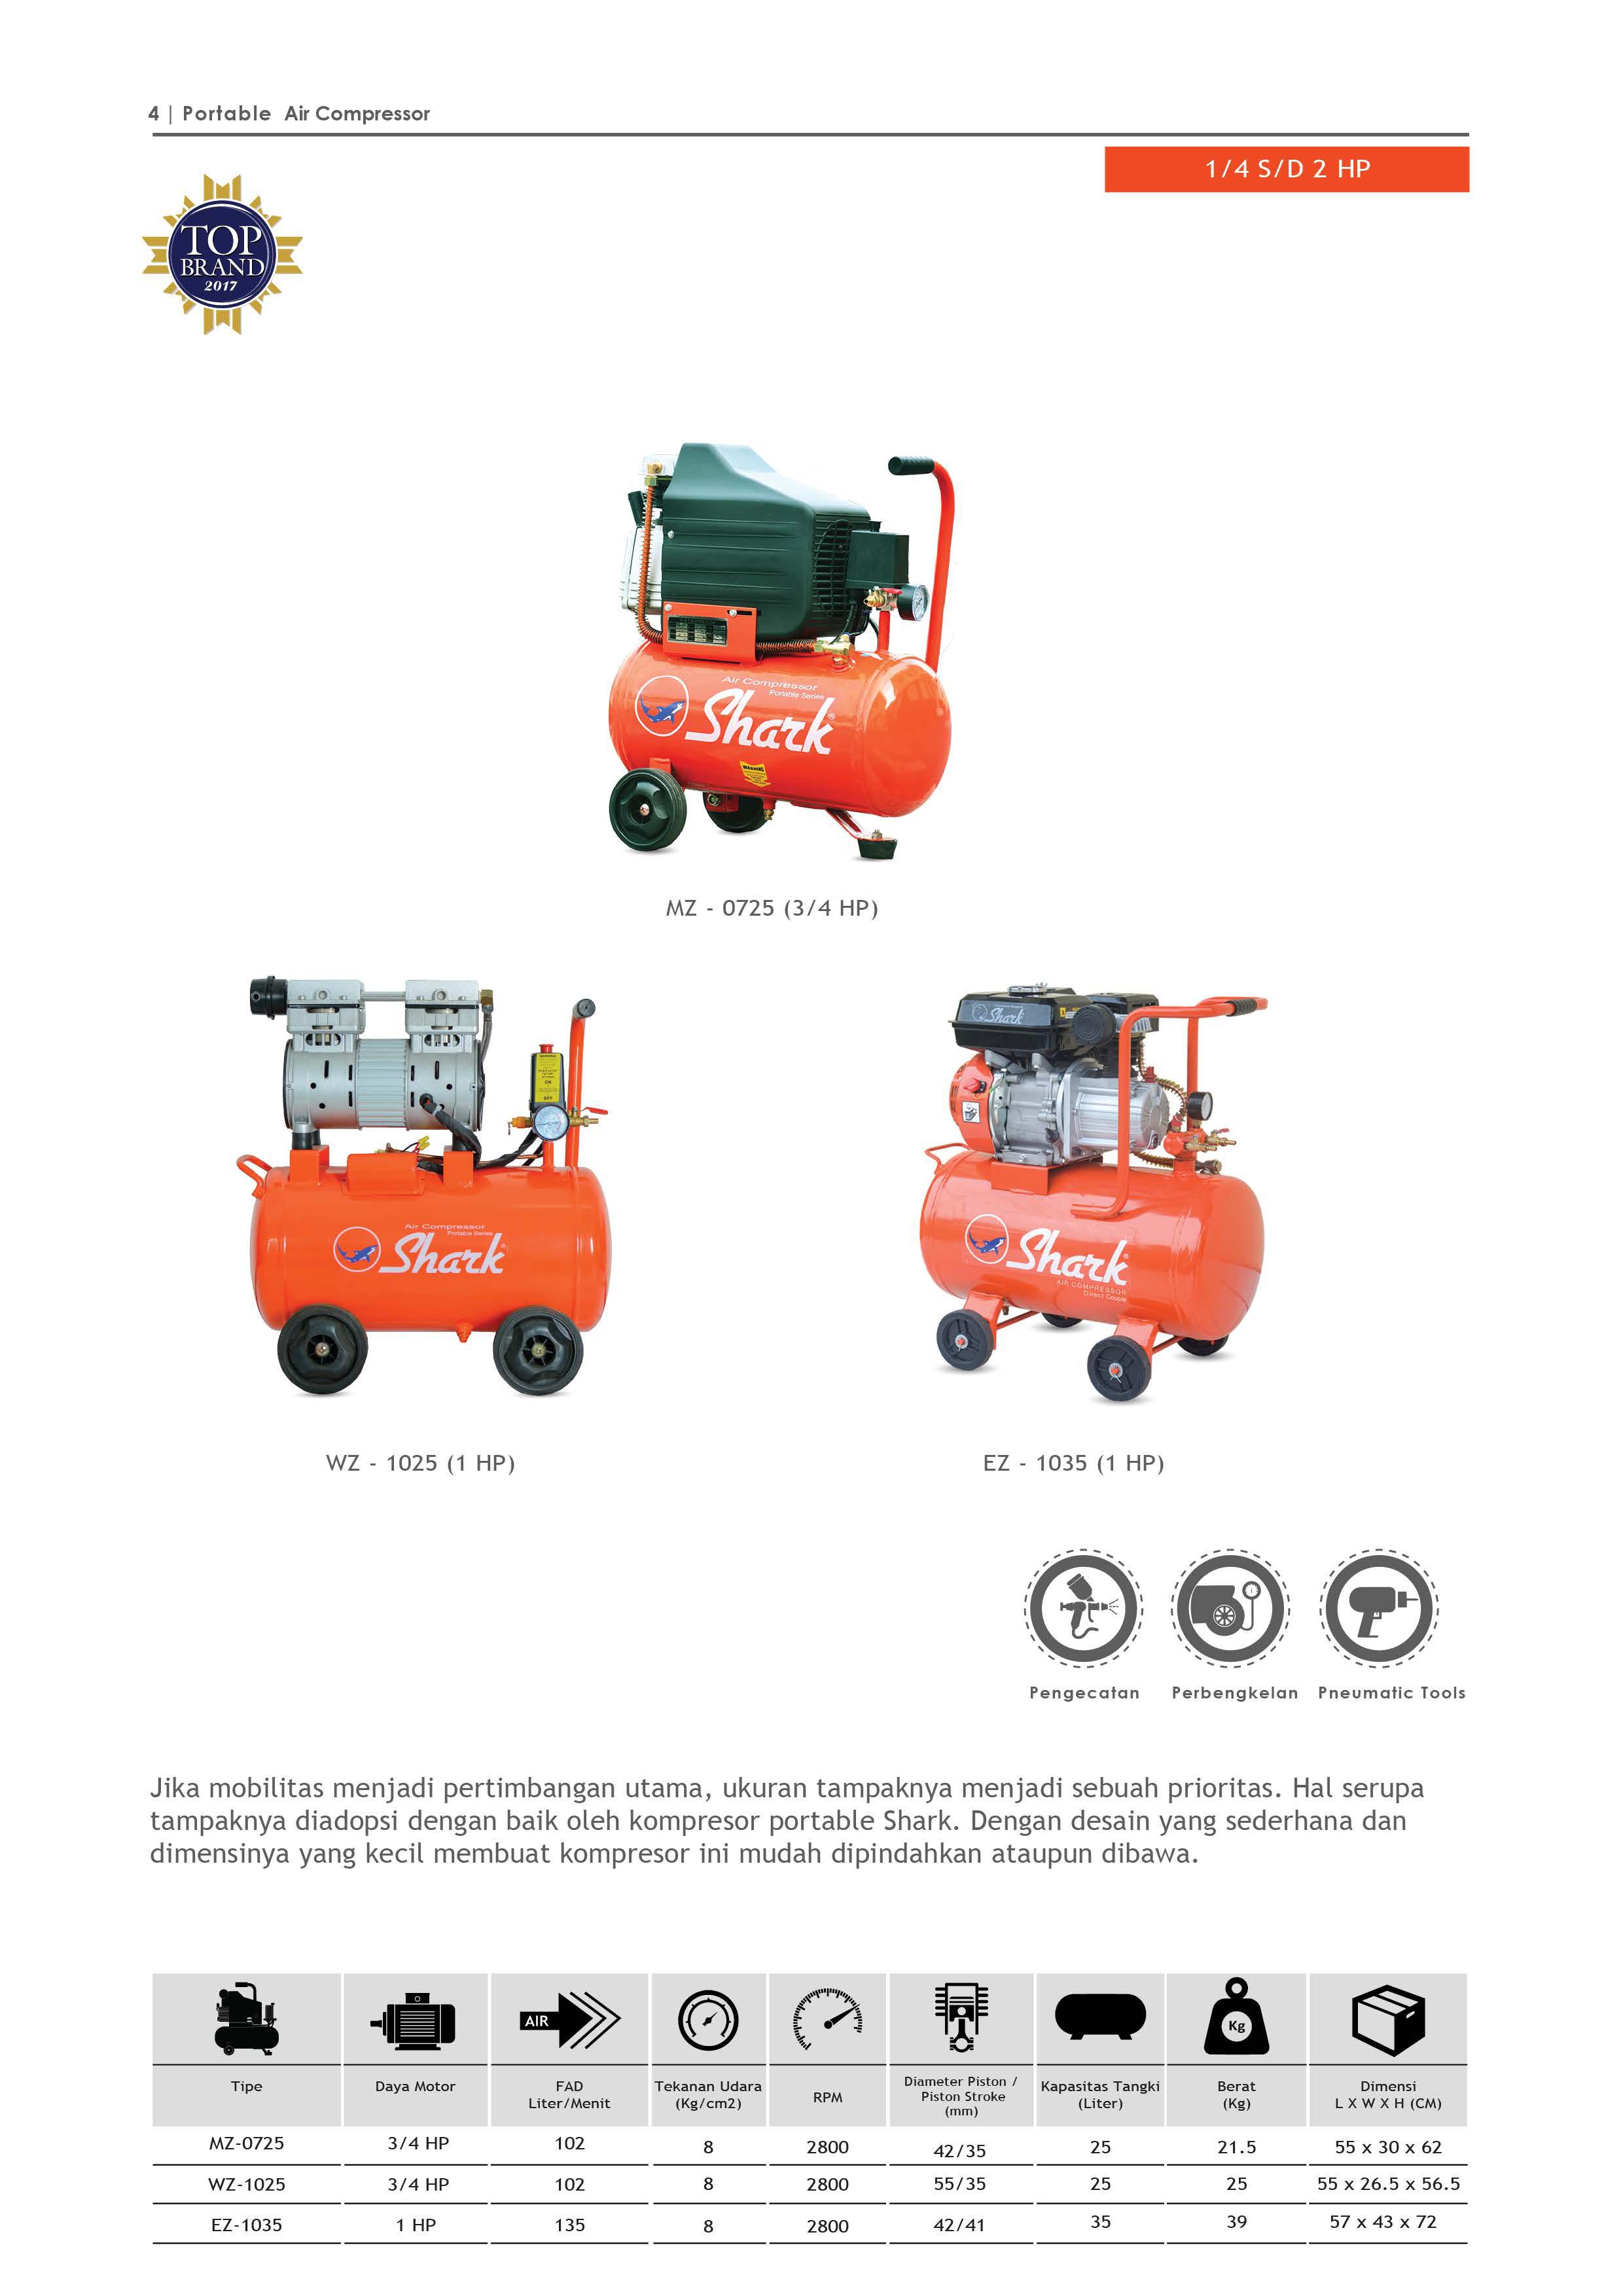 4 | Portable Air Compressor
1/4 S/D 2 HP
TOP
BRAND
2017
Air Compressor
Portable Series
Shark
WARNING
MZ - 0725 (3/4 HP)
ON
OFF
Air Compressor
Portable Series
Shark
Shark
Shark
AIR COMPRESSOR
Direct Couple
WZ - 1025 (1 HP)
EZ - 1035 (1 HP)
Pengecatan
Perbengkelan
Pneumatic Tools
Jika mobilitas menjadi pertimbangan utama, ukuran tampaknya menjadi sebuah prioritas. Hal serupa
tampaknya diadopsi dengan baik oleh kompresor portable Shark. Dengan desain yang sederhana dan
dimensinya yang kecil membuat kompresor ini mudah dipindahkan ataupun dibawa.
AIR
Kg
Tipe
Daya Motor
FAD
Liter/Menit
Tekanan Udara
(Kg/cm2)
RPM
Diameter Piston /
Piston Stroke
(mm)
Kapasitas Tangki
(Liter)
Berat
(Kg)
Dimensi
L X W X H (CM)
MZ-0725 3/4 HP 102 8 2800 42/35 25 21.5 55 x 30 x 62
WZ-1025 3/4 HP 102 8 2800 55/35 25 25 55 x 26.5 x 56.5
EZ-1035 1 HP 135 8 2800 42/41 35 39 57 x 43 x 72